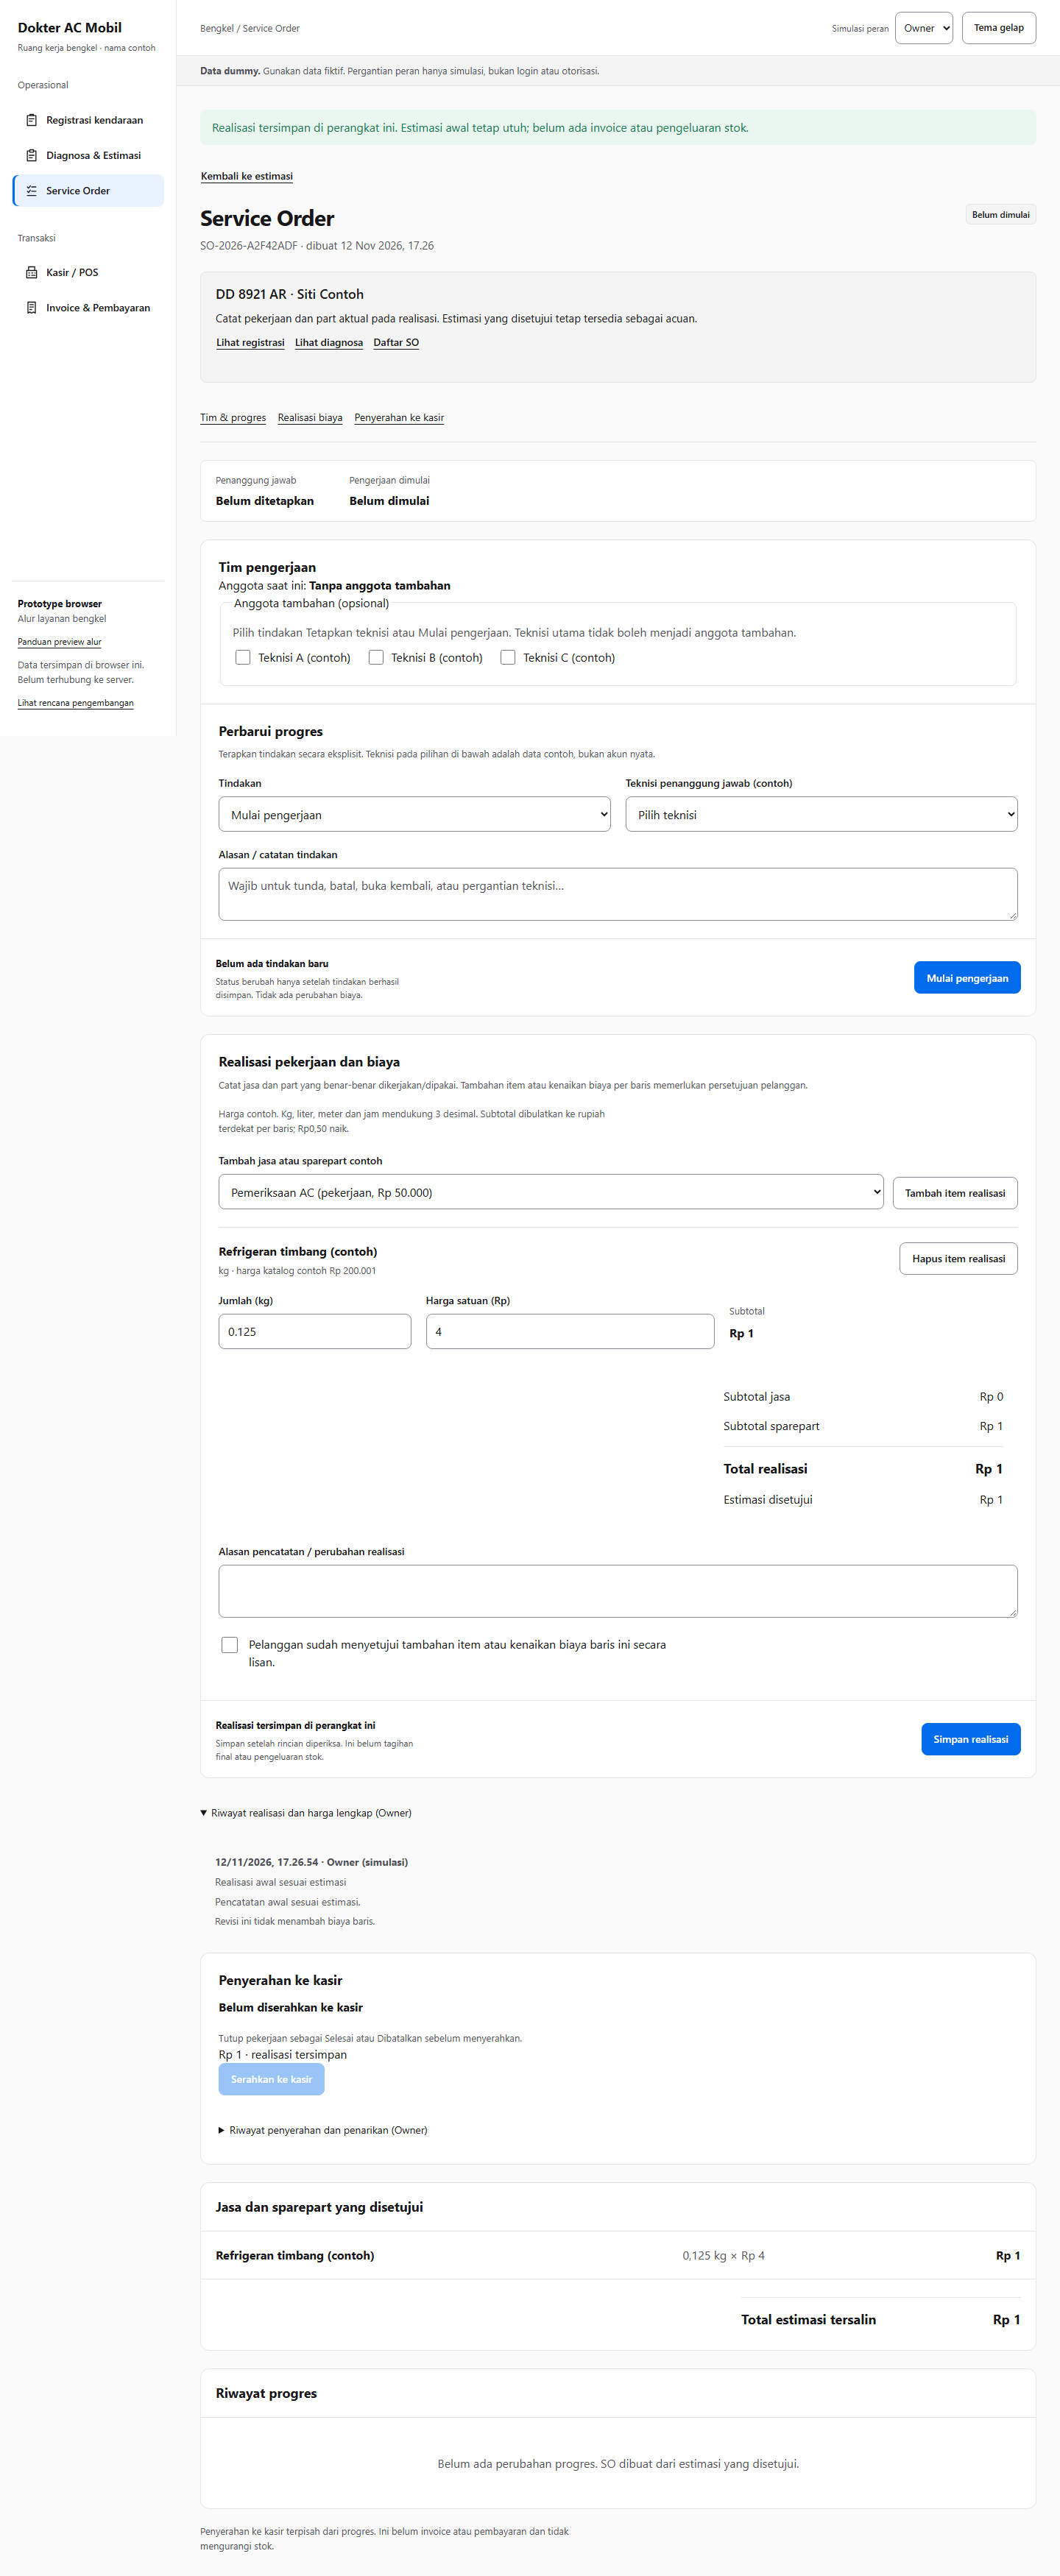 Dokter AC Mobil
Ruang kerja bengkel · nama contoh
Operasional
Registrasi kendaraan
Diagnosa & Estimasi
Service Order
Transaksi
Kasir / POS
Invoice & Pembayaran
Prototype browser
Alur layanan bengkel
Panduan preview alur
Data tersimpan di browser ini.
Belum terhubung ke server.
Lihat rencana pengembangan
Bengkel / Service Order
Simulasi peran
Owner
Tema gelap
Data dummy. Gunakan data fiktif. Pergantian peran hanya simulasi, bukan login atau otorisasi.
Realisasi tersimpan di perangkat ini. Estimasi awal tetap utuh; belum ada invoice atau pengeluaran stok.
Kembali ke estimasi
Service Order
Belum dimulai
SO-2026-A2F42ADF · dibuat 12 Nov 2026, 17.26
DD 8921 AR · Siti Contoh
Catat pekerjaan dan part aktual pada realisasi. Estimasi yang disetujui tetap tersedia sebagai acuan.
Lihat registrasi Lihat diagnosa Daftar SO
Tim & progres Realisasi biaya Penyerahan ke kasir
Penanggung jawab
Belum ditetapkan
Pengerjaan dimulai
Belum dimulai
Tim pengerjaan
Anggota saat ini: Tanpa anggota tambahan
Anggota tambahan (opsional)
Pilih tindakan Tetapkan teknisi atau Mulai pengerjaan. Teknisi utama tidak boleh menjadi anggota tambahan.
Teknisi A (contoh) Teknisi B (contoh) Teknisi C (contoh)
Perbarui progres
Terapkan tindakan secara eksplisit. Teknisi pada pilihan di bawah adalah data contoh, bukan akun nyata.
Tindakan
Mulai pengerjaan
Teknisi penanggung jawab (contoh)
Pilih teknisi
Alasan / catatan tindakan
Wajib untuk tunda, batal, buka kembali, atau pergantian teknisi...
Belum ada tindakan baru
Status berubah hanya setelah tindakan berhasil
disimpan. Tidak ada perubahan biaya.
Mulai pengerjaan
Realisasi pekerjaan dan biaya
Catat jasa dan part yang benar-benar dikerjakan/dipakai. Tambahan item atau kenaikan biaya per baris memerlukan persetujuan pelanggan.
Harga contoh. Kg, liter, meter dan jam mendukung 3 desimal. Subtotal dibulatkan ke rupiah
terdekat per baris; Rp0,50 naik.
Tambah jasa atau sparepart contoh
Pemeriksaan AC (pekerjaan, Rp 50.000)
Tambah item realisasi
Refrigeran timbang (contoh)
kg · harga katalog contoh Rp 200.001
Hapus item realisasi
Jumlah (kg)
0.125
Harga satuan (Rp)
4
Subtotal
Rp 1
Subtotal jasa Rp 0
Subtotal sparepart Rp 1
Total realisasi Rp 1
Estimasi disetujui Rp 1
Alasan pencatatan / perubahan realisasi
Pelanggan sudah menyetujui tambahan item atau kenaikan biaya baris ini secara
lisan.
Realisasi tersimpan di perangkat ini
Simpan setelah rincian diperiksa. Ini belum tagihan
final atau pengeluaran stok.
Simpan realisasi
Riwayat realisasi dan harga lengkap (Owner)
12/11/2026, 17.26.54 · Owner (simulasi)
Realisasi awal sesuai estimasi
Pencatatan awal sesuai estimasi.
Revisi ini tidak menambah biaya baris.
Penyerahan ke kasir
Belum diserahkan ke kasir
Tutup pekerjaan sebagai Selesai atau Dibatalkan sebelum menyerahkan.
Rp 1 · realisasi tersimpan
Serahkan ke kasir
Riwayat penyerahan dan penarikan (Owner)
Jasa dan sparepart yang disetujui
Refrigeran timbang (contoh) 0,125 kg × Rp 4 Rp 1
Total estimasi tersalin Rp 1
Riwayat progres
Belum ada perubahan progres. SO dibuat dari estimasi yang disetujui.
Penyerahan ke kasir terpisah dari progres. Ini belum invoice atau pembayaran dan tidak
mengurangi stok.